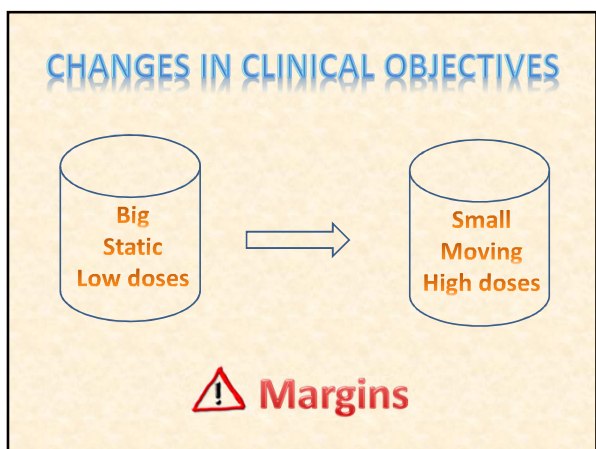 CHANGES IN CLINICAL OBJECTIVES
Big
Static
Low doses
Small
Moving
High doses
! Margins